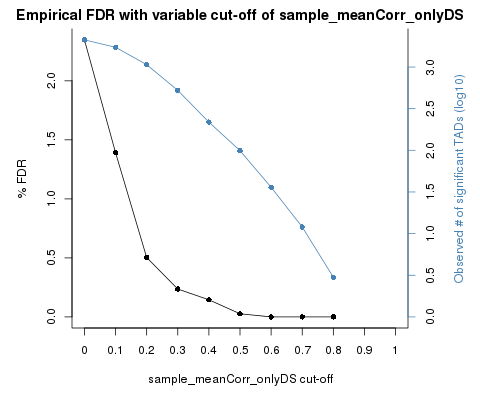 Empirical FDR with variable cut-off of sample_meanCorr_onlyDS
% FDR
0.0
0.5
1.0
1.5
2.0
Observed # of significant TADs (log10)
0.0
0.5
1.0
1.5
2.0
2.5
3.0
0 0.1 0.2 0.3 0.4 0.5 0.6 0.7 0.8 0.9 1
sample_meanCorr_onlyDS cut-off